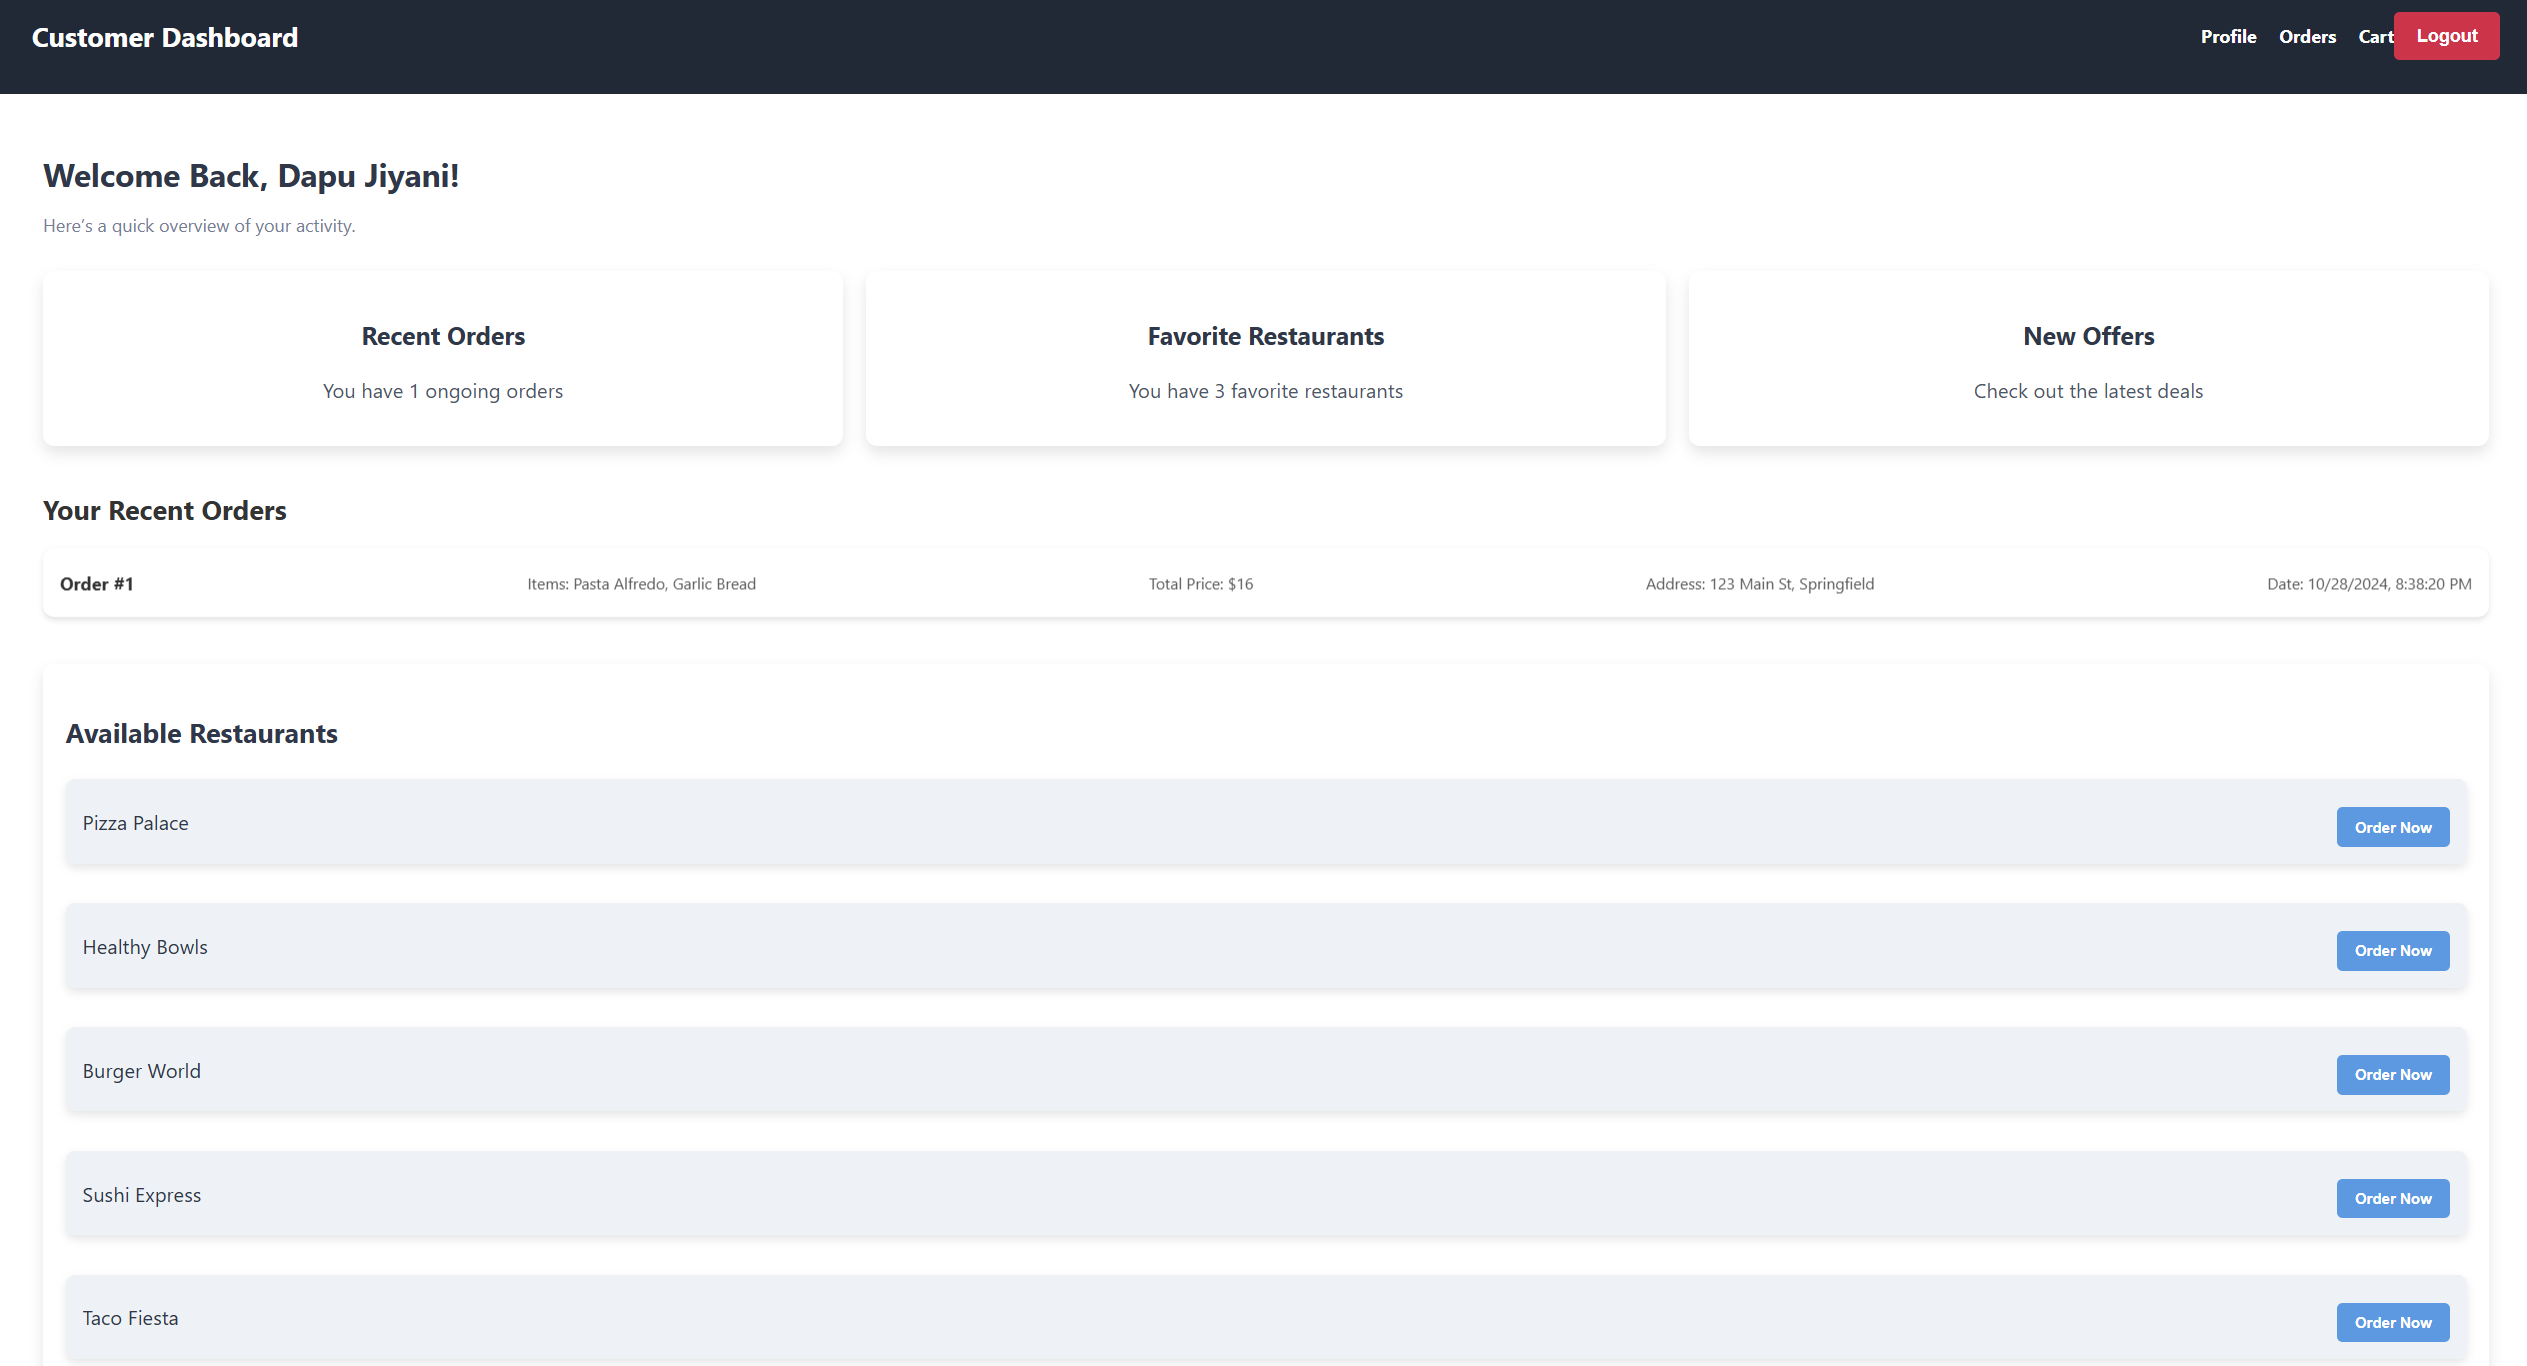 Customer Dashboard
Profile Orders Cart Logout
Welcome Back, Dapu Jiyani!
Here's a quick overview of your activity.
Recent Orders
You have 1 ongoing orders
Favorite Restaurants
You have 3 favorite restaurants
New Offers
Check out the latest deals
Your Recent Orders
Order #1 Items: Pasta Alfredo, Garlic Bread Total Price: $16 Address: 123 Main St, Springfield Date: 10/28/2024, 8:38:20 PM
Available Restaurants
Pizza Palace Order Now
Healthy Bowls Order Now
Burger World Order Now
Sushi Express Order Now
Taco Fiesta Order Now